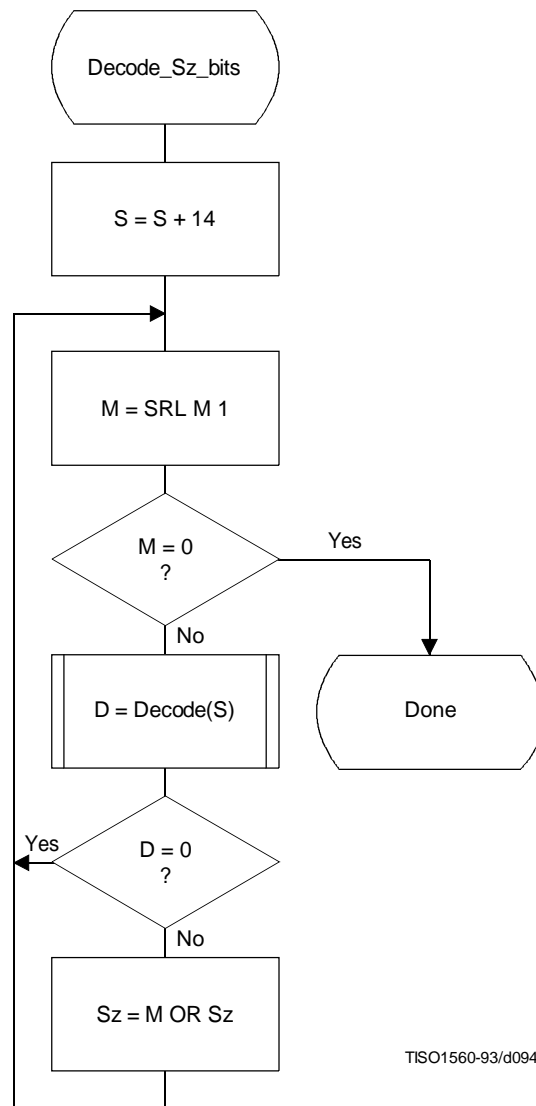 Decode_Sz_bits
S = S + 14
M = SRL M 1
M = 0
?
Yes
No
D = Decode(S)
Done
Yes
D = 0
?
No
Sz = M OR Sz
TISO1560-93/d094